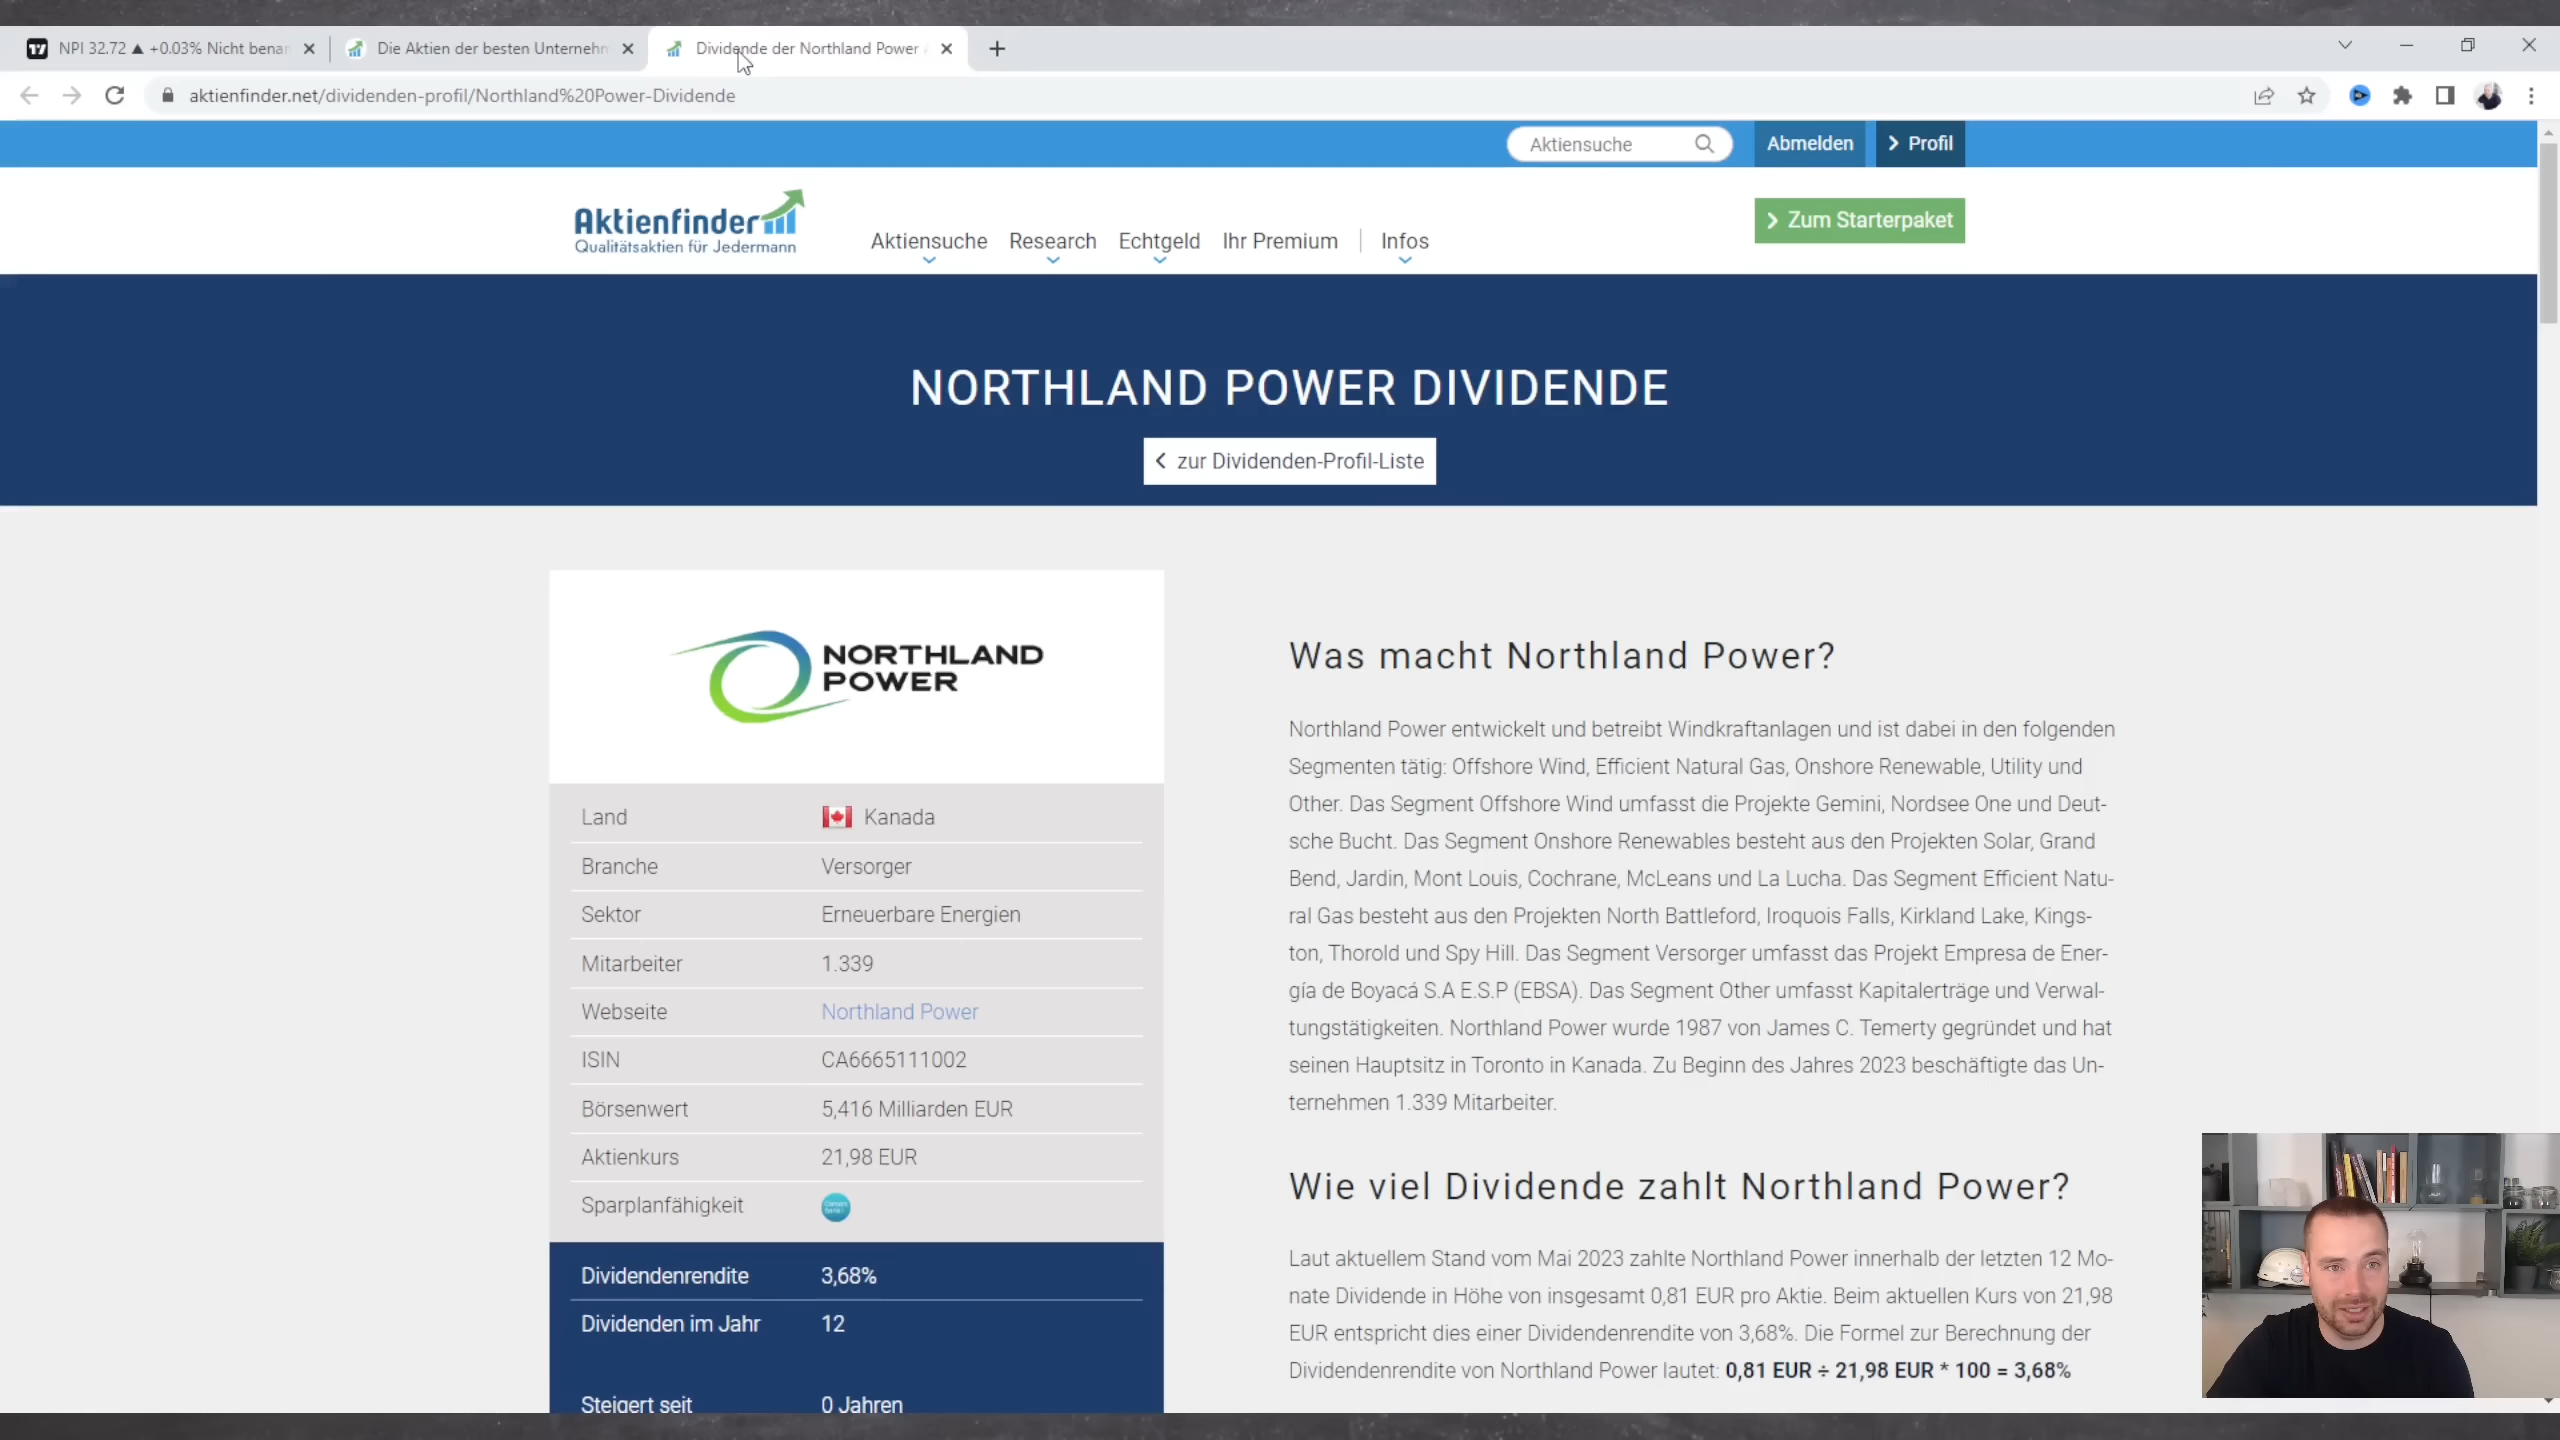 NPI 32.72 ▲ +0.03% Nicht benan
Die Aktien der besten Unternehm
Dividende der Northland Power A
aktienfinder.net/dividenden-profil/Northland%20Power-Dividende
Aktiensuche
Abmelden
Profil
Aktienfinder
Qualitätsaktien für Jedermann
Aktiensuche Research Echtgeld Ihr Premium | Infos
Zum Starterpaket
NORTHLAND POWER DIVIDENDE
zur Dividenden-Profil-Liste
NORTHLAND
POWER
Land Kanada
Branche Versorger
Sektor Erneuerbare Energien
Mitarbeiter 1.339
Webseite Northland Power
ISIN CA6665111002
Börsenwert 5,416 Milliarden EUR
Aktienkurs 21,98 EUR
Sparplanfähigkeit
Dividendenrendite 3,68%
Dividenden im Jahr 12
Steigert seit 0 Jahren
Was macht Northland Power?
Northland Power entwickelt und betreibt Windkraftanlagen und ist dabei in den folgenden
Segmenten tätig: Offshore Wind, Efficient Natural Gas, Onshore Renewable, Utility und
Other. Das Segment Offshore Wind umfasst die Projekte Gemini, Nordsee One und Deut-
sche Bucht. Das Segment Onshore Renewables besteht aus den Projekten Solar, Grand
Bend, Jardin, Mont Louis, Cochrane, McLeans und La Lucha. Das Segment Efficient Natu-
ral Gas besteht aus den Projekten North Battleford, Iroquois Falls, Kirkland Lake, Kings-
ton, Thorold und Spy Hill. Das Segment Versorger umfasst das Projekt Empresa de Ener-
gía de Boyacá S.A E.S.P (EBSA). Das Segment Other umfasst Kapitalerträge und Verwal-
tungstätigkeiten. Northland Power wurde 1987 von James C. Temerty gegründet und hat
seinen Hauptsitz in Toronto in Kanada. Zu Beginn des Jahres 2023 beschäftigte das Un-
ternehmen 1.339 Mitarbeiter.
Wie viel Dividende zahlt Northland Power?
Laut aktuellem Stand vom Mai 2023 zahlte Northland Power innerhalb der letzten 12 Mo-
nate Dividende in Höhe von insgesamt 0,81 EUR pro Aktie. Beim aktuellen Kurs von 21,98
EUR entspricht dies einer Dividendenrendite von 3,68%. Die Formel zur Berechnung der
Dividendenrendite von Northland Power lautet: 0,81 EUR ÷ 21,98 EUR * 100 = 3,68%